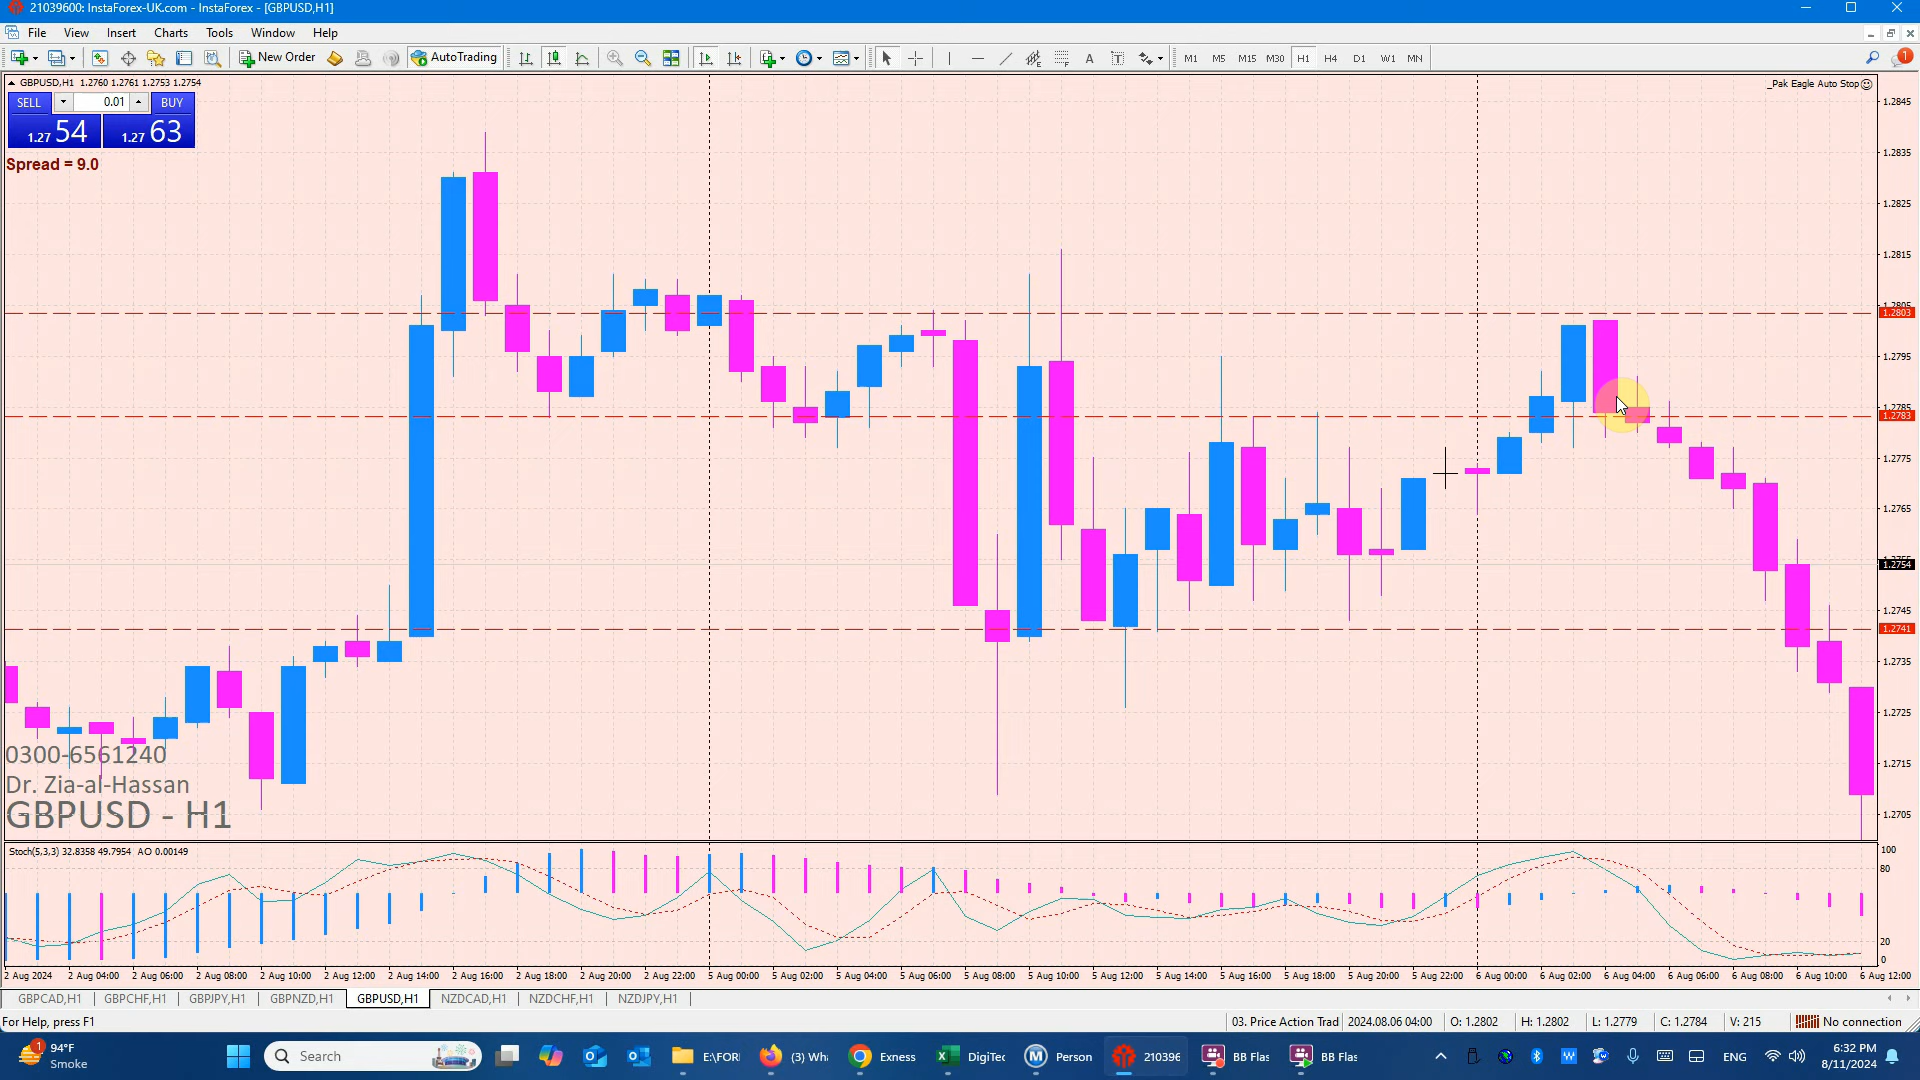 21039600: InstaForex-UK.com - InstaForex - [GBPUSD,H1]
File View Insert Charts Tools Window Help
New Order AutoTrading M1 M5 M15 M30 H1 H4 D1 W1 MN 1
GBPUSD,H1 1.2760 1.2761 1.2753 1.2754
_Pak Eagle Auto Stop
SELL 0.01 BUY
1.27 54 1.27 63
Spread = 9.0
1.2845
1.2835
1.2825
1.2815
1.2805
1.2803
1.2795
1.2785
1.2783
1.2775
1.2765
1.2755
1.2754
1.2745
1.2741
1.2735
1.2725
1.2715
1.2705
0300-6561240
Dr. Zia-al-Hassan
GBPUSD - H1
Stoch(5,3,3) 32.8358 49.7954 AO 0.00149
100
80
20
0
2 Aug 2024 2 Aug 04:00 2 Aug 06:00 2 Aug 08:00 2 Aug 10:00 2 Aug 12:00 2 Aug 14:00 2 Aug 16:00 2 Aug 18:00 2 Aug 20:00 2 Aug 22:00 5 Aug 00:00 5 Aug 02:00 5 Aug 04:00 5 Aug 06:00 5 Aug 08:00 5 Aug 10:00 5 Aug 12:00 5 Aug 14:00 5 Aug 16:00 5 Aug 18:00 5 Aug 20:00 5 Aug 22:00 6 Aug 00:00 6 Aug 02:00 6 Aug 04:00 6 Aug 06:00 6 Aug 08:00 6 Aug 10:00 6 Aug 12:00
GBPCAD,H1 GBPCHF,H1 GBPJPY,H1 GBPNZD,H1 GBPUSD,H1 NZDCAD,H1 NZDCHF,H1 NZDJPY,H1
For Help, press F1 03. Price Action Trad 2024.08.06 04:00 O: 1.2802 H: 1.2802 L: 1.2779 C: 1.2784 V: 215 No connection
1 94°F Smoke
Search E:\FOR (3) Wha Exness DigiTec Person 210396 BB Flas BB Flas
ENG 6:32 PM
8/11/2024